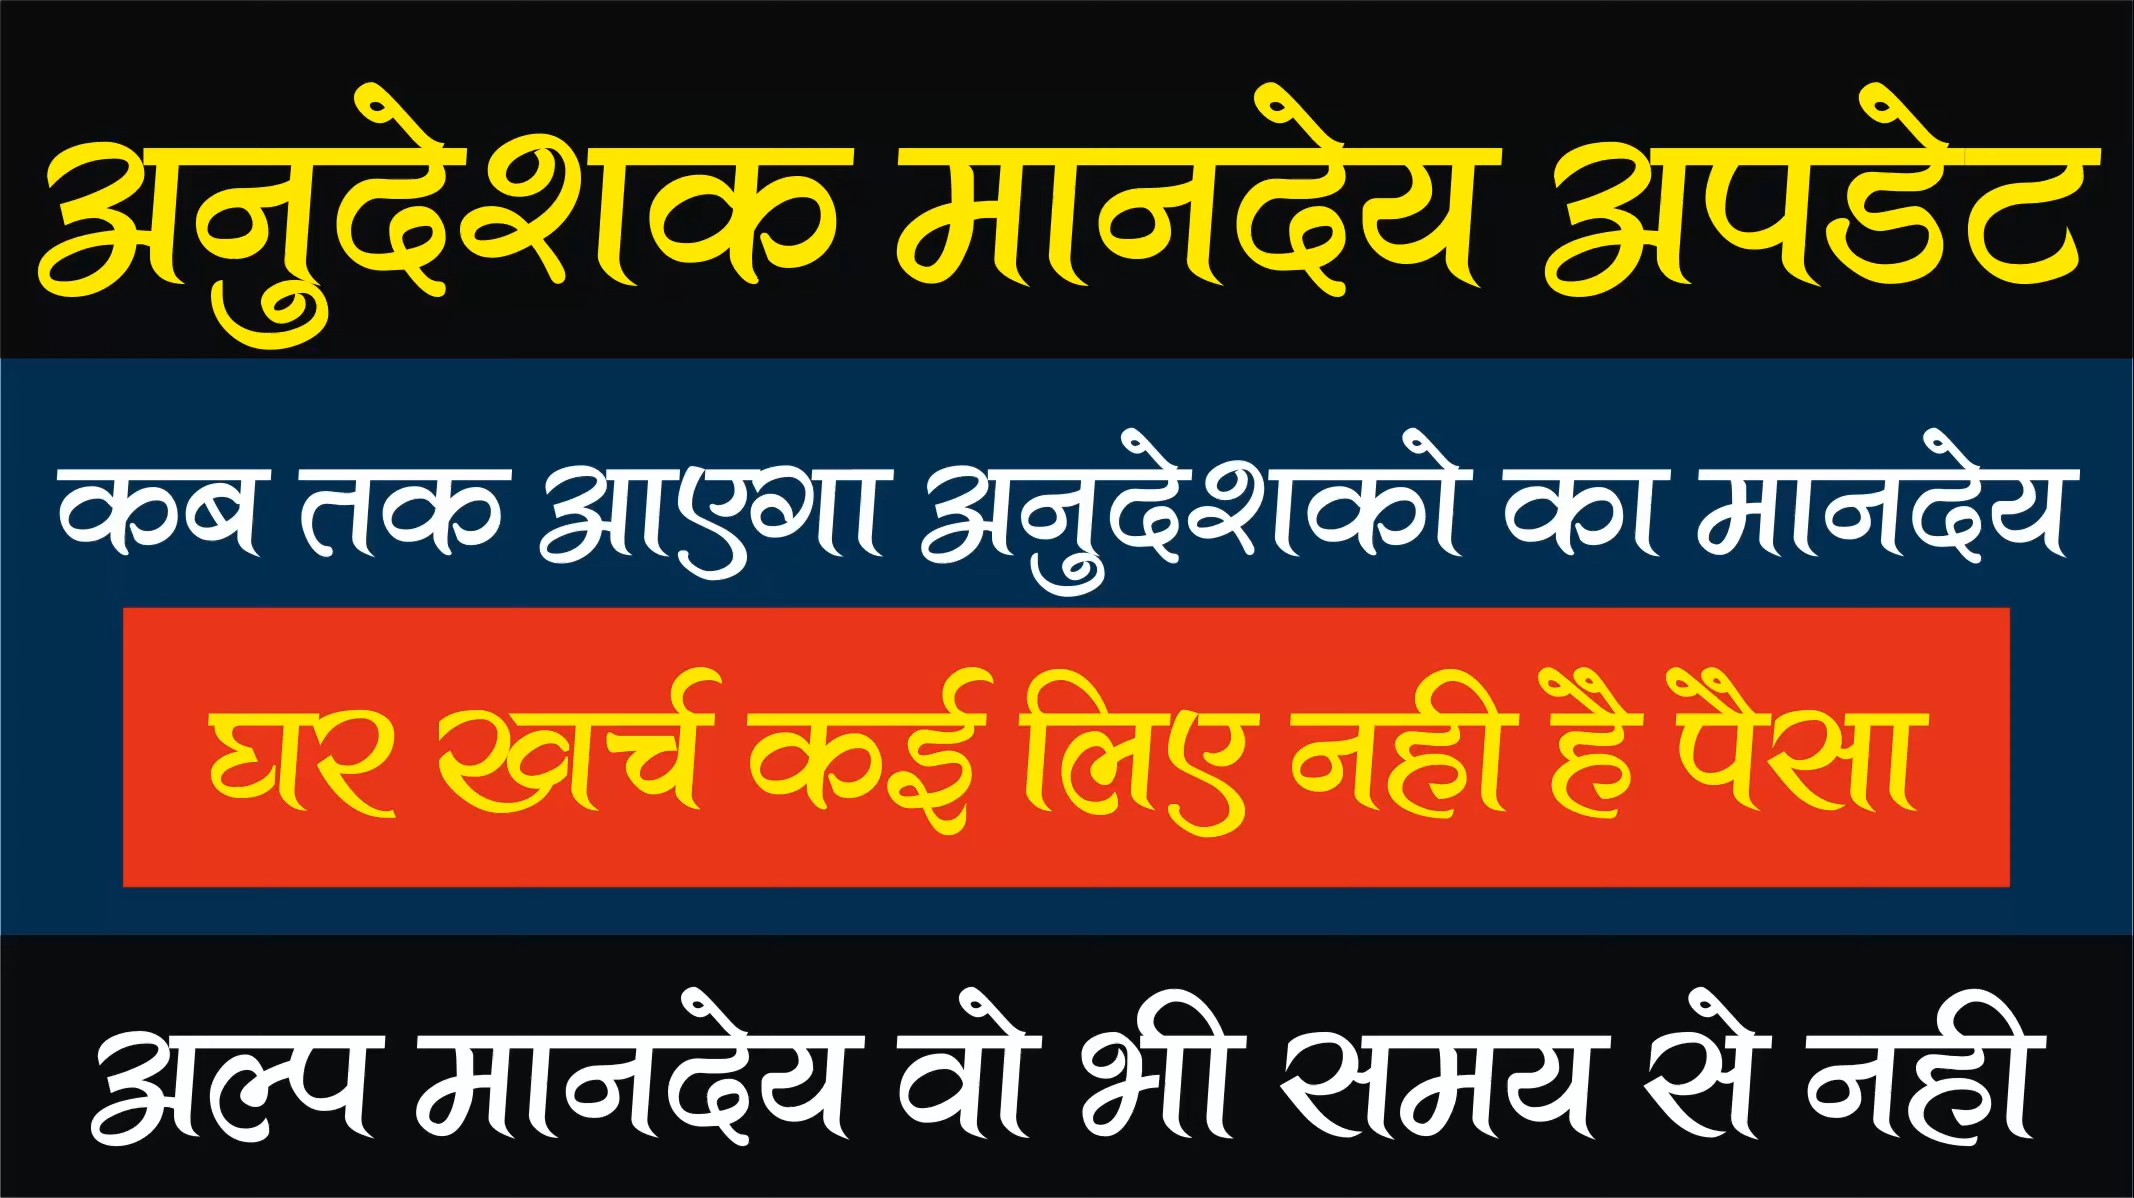 अनुदेशक मानदेय अपडेट
कब तक आएगा अनुदेशको का मानदेय
घर खर्च कई लिए नही है पैसा
अल्प मानदेय वो भी समय से नही